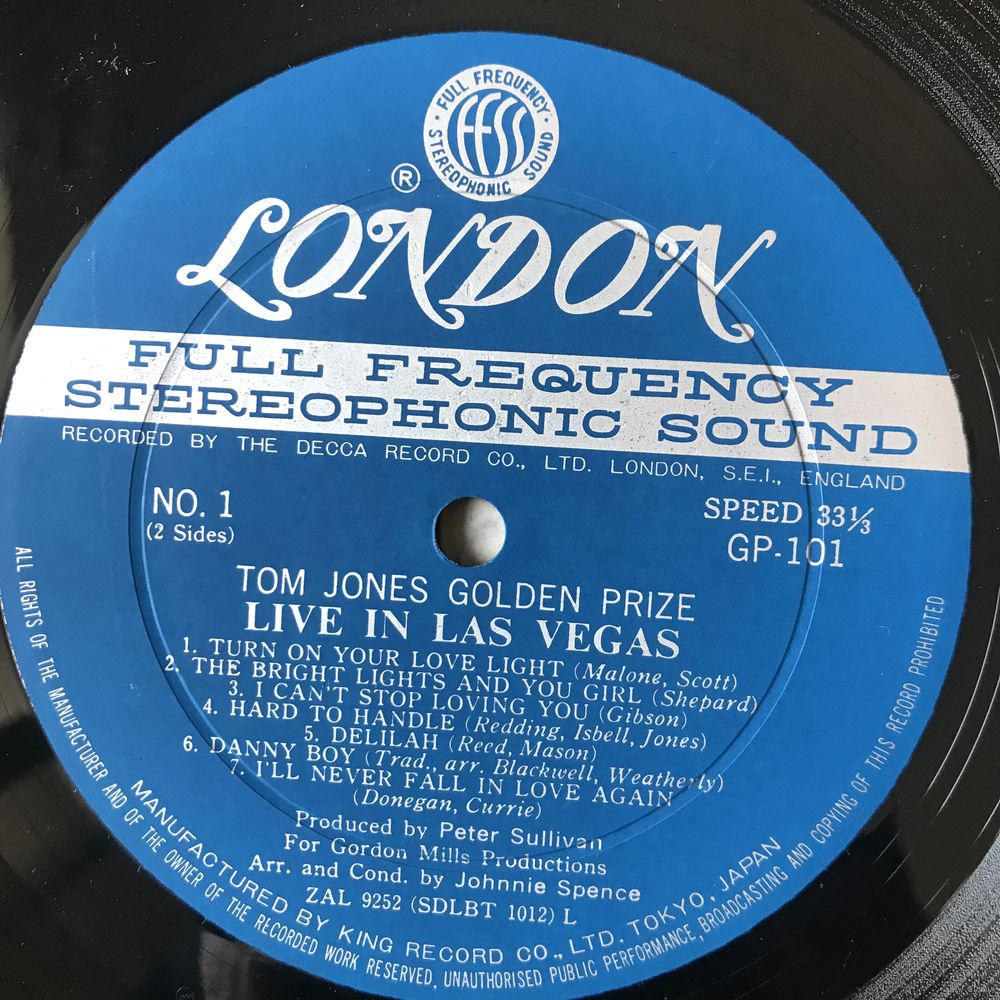 FULL FREQUENCY
FFSS
STEREOPHONIC SOUND
®
LONDON
FULL FREQUENCY
STEREOPHONIC SOUND
RECORDED BY THE DECCA RECORD CO., LTD. LONDON, S.E.I., ENGLAND
NO. 1
(2 Sides)
SPEED 33⅓
GP-101
TOM JONES GOLDEN PRIZE
LIVE IN LAS VEGAS
1. TURN ON YOUR LOVE LIGHT (Malone, Scott)
2. THE BRIGHT LIGHTS AND YOU GIRL (Shepard)
3. I CAN'T STOP LOVING YOU (Gibson)
4. HARD TO HANDLE (Redding, Isbell, Jones)
5. DELILAH (Reed, Mason)
6. DANNY BOY (Trad., arr. Blackwell, Weatherly)
7. I'LL NEVER FALL IN LOVE AGAIN
(Donegan, Currie)
Produced by Peter Sullivan
For Gordon Mills Productions
Arr. and Cond. by Johnnie Spence
ZAL 9252 (SDLBT 1012) L
MANUFACTURED BY KING RECORD CO., LTD. TOKYO, JAPAN
ALL RIGHTS OF THE MANUFACTURER AND OF THE OWNER OF THE RECORDED WORK RESERVED, UNAUTHORISED PUBLIC PERFORMANCE, BROADCASTING AND COPYING OF THIS RECORD PROHIBITED